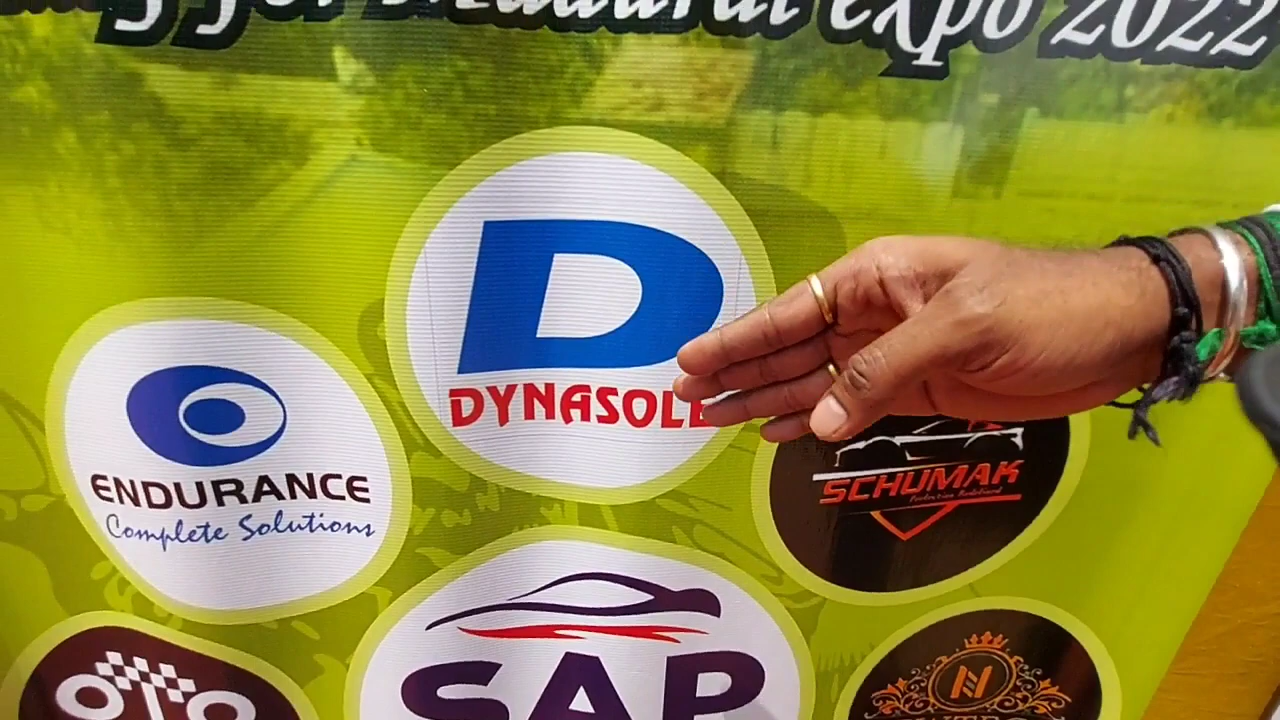 expo 2022
D
DYNASOLE
ENDURANCE
Complete Solutions
SCHUMAK
SAP